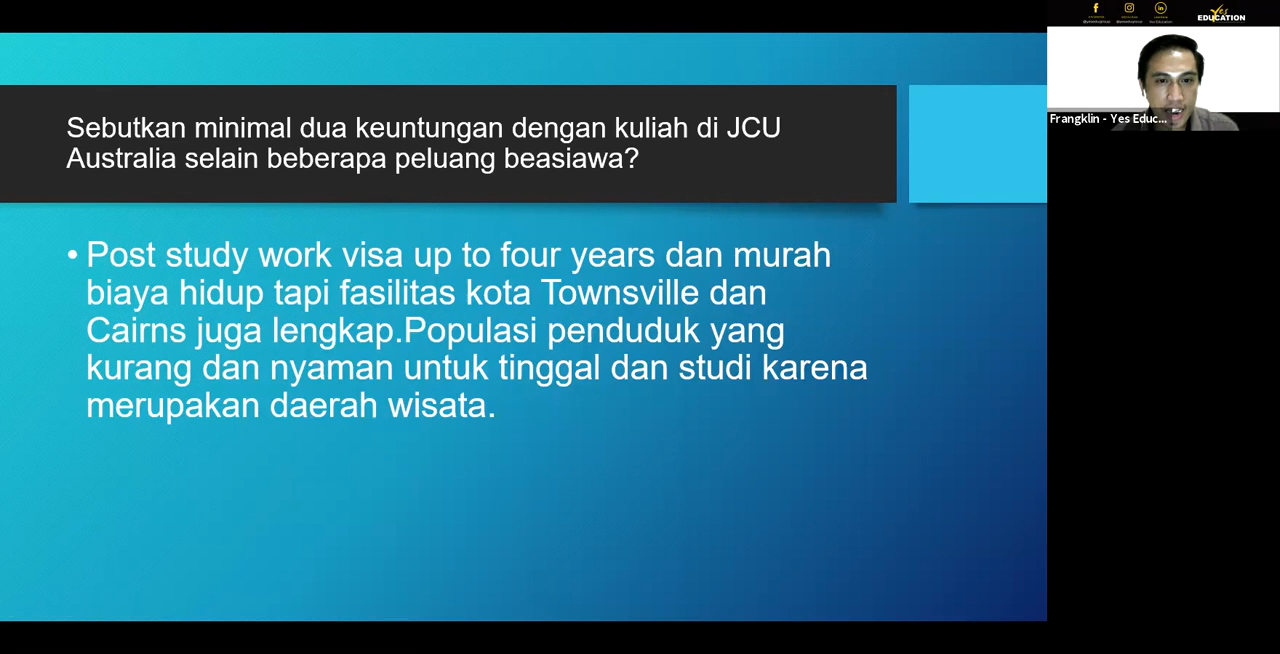 Sebutkan minimal dua keuntungan dengan kuliah di JCU
Australia selain beberapa peluang beasiawa?
• Post study work visa up to four years dan murah
biaya hidup tapi fasilitas kota Townsville dan
Cairns juga lengkap.Populasi penduduk yang
kurang dan nyaman untuk tinggal dan studi karena
merupakan daerah wisata.
Yes
EDUCATION
Frangklin - Yes Educ...